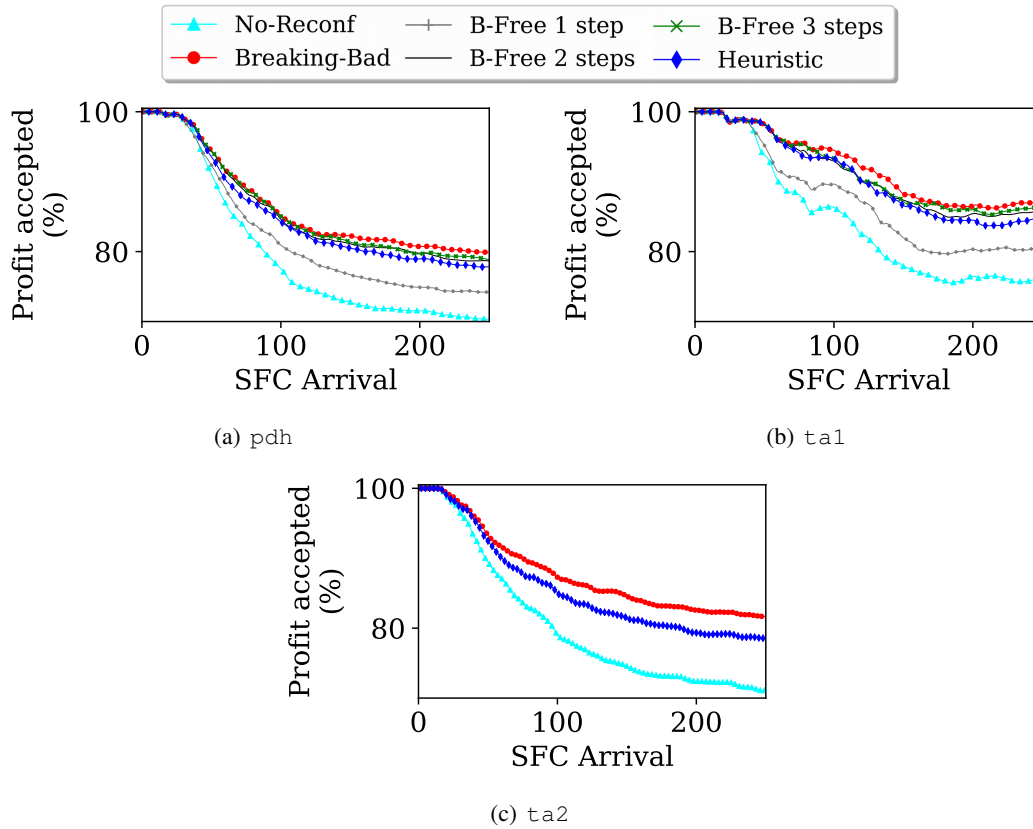 No-Reconf
B-Free 1 step
B-Free 3 steps
Breaking-Bad
B-Free 2 steps
Heuristic
100
80
Profit accepted
(%)
0
100
200
SFC Arrival
(a) pdh
100
80
Profit accepted
(%)
0
100
200
SFC Arrival
(b) ta1
100
80
Profit accepted
(%)
0
100
200
SFC Arrival
(c) ta2